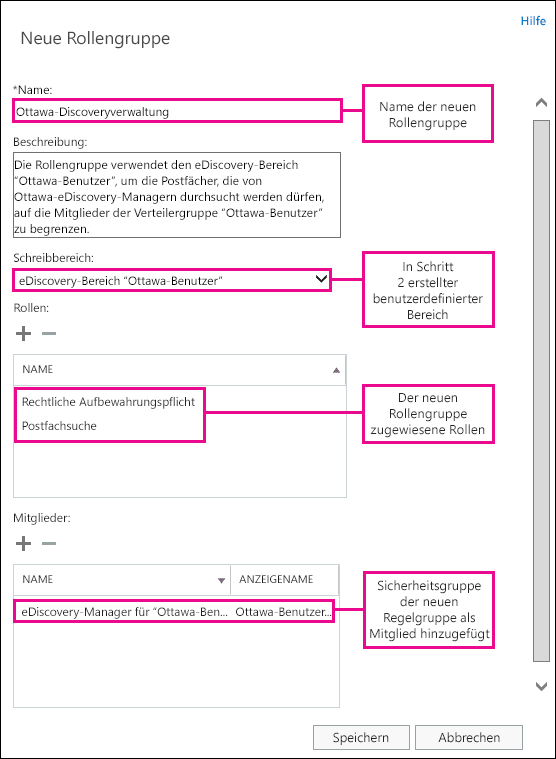 Hilfe
Neue Rollengruppe
*Name:
Ottawa-Discoveryverwaltung
Name der neuen
Rollengruppe
Beschreibung:
Die Rollengruppe verwendet den eDiscovery-Bereich
“Ottawa-Benutzer”, um die Postfächer, die von
Ottawa-eDiscovery-Managern durchsucht werden dürfen,
auf die Mitglieder der Verteilergruppe “Ottawa-Benutzer”
zu begrenzen.
Schreibbereich:
eDiscovery-Bereich “Ottawa-Benutzer”
In Schritt
2 erstellter
benutzerdefinierter
Bereich
Rollen:
NAME
Rechtliche Aufbewahrungspflicht
Postfachsuche
Der neuen
Rollengruppe
zugewiesene Rollen
Mitglieder:
NAME
ANZEIGENAME
eDiscovery-Manager für “Ottawa-Ben...
Ottawa-Benutzer...
Sicherheitsgruppe
der neuen
Regelgruppe als
Mitglied hinzugefügt
Speichern
Abbrechen